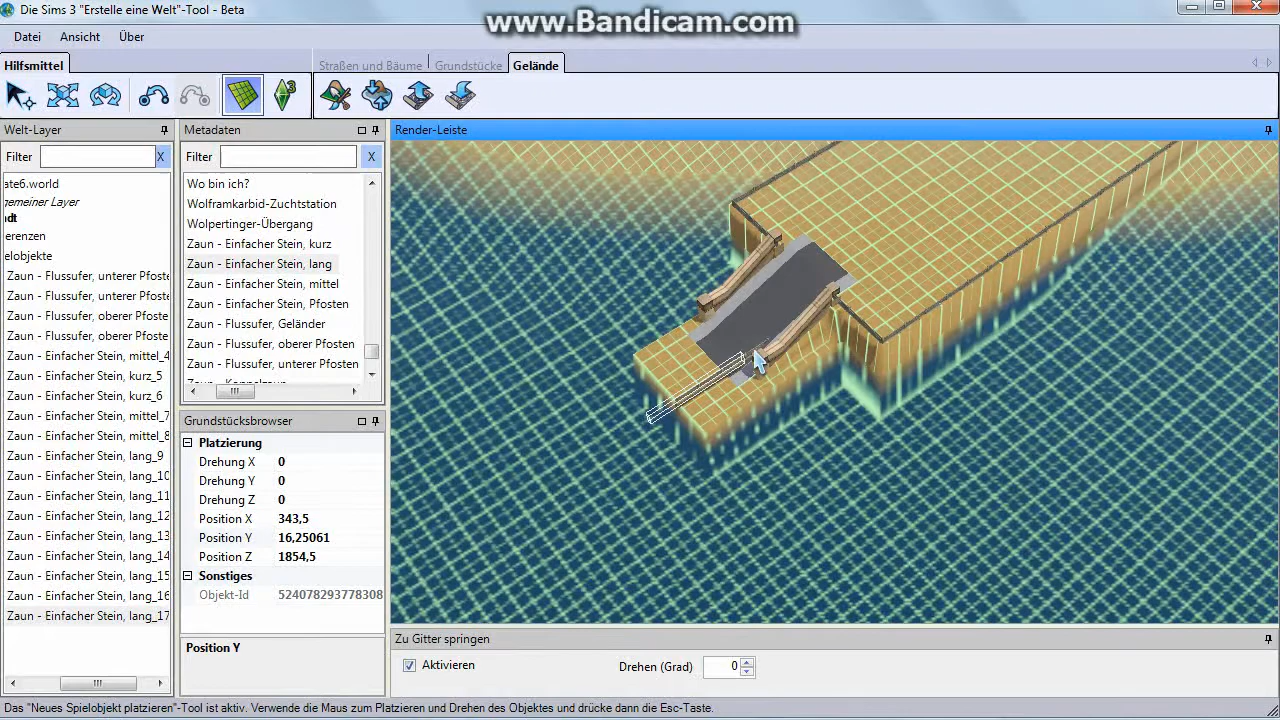 Die Sims 3 "Erstelle eine Welt"-Tool - Beta
www.Bandicam.com
Datei Ansicht Über
Hilfsmittel
Straßen und Bäume Grundstücke Gelände
Welt-Layer
Filter X
ate6.world
gemeiner Layer
dt
erenzen
elobjekte
Zaun - Flussufer, unterer Pfoste
Zaun - Flussufer, unterer Pfoste
Zaun - Flussufer, oberer Pfoste
Zaun - Flussufer, oberer Pfoste
Zaun - Einfacher Stein, mittel_4
Zaun - Einfacher Stein, kurz_5
Zaun - Einfacher Stein, kurz_6
Zaun - Einfacher Stein, mittel_7
Zaun - Einfacher Stein, mittel_8
Zaun - Einfacher Stein, lang_9
Zaun - Einfacher Stein, lang_10
Zaun - Einfacher Stein, lang_11
Zaun - Einfacher Stein, lang_12
Zaun - Einfacher Stein, lang_13
Zaun - Einfacher Stein, lang_14
Zaun - Einfacher Stein, lang_15
Zaun - Einfacher Stein, lang_16
Zaun - Einfacher Stein, lang_17
Metadaten
Filter X
Wo bin ich?
Wolframkarbid-Zuchtstation
Wolpertinger-Übergang
Zaun - Einfacher Stein, kurz
Zaun - Einfacher Stein, lang
Zaun - Einfacher Stein, mittel
Zaun - Einfacher Stein, Pfosten
Zaun - Flussufer, Geländer
Zaun - Flussufer, oberer Pfosten
Zaun - Flussufer, unterer Pfosten
Grundstücksbrowser
Platzierung
Drehung X 0
Drehung Y 0
Drehung Z 0
Position X 343,5
Position Y 16,25061
Position Z 1854,5
Sonstiges
Objekt-Id 524078293778308
Position Y
Render-Leiste
Zu Gitter springen
Aktivieren Drehen (Grad) 0
Das "Neues Spielobjekt platzieren"-Tool ist aktiv. Verwende die Maus zum Platzieren und Drehen des Objektes und drücke dann die Esc-Taste.